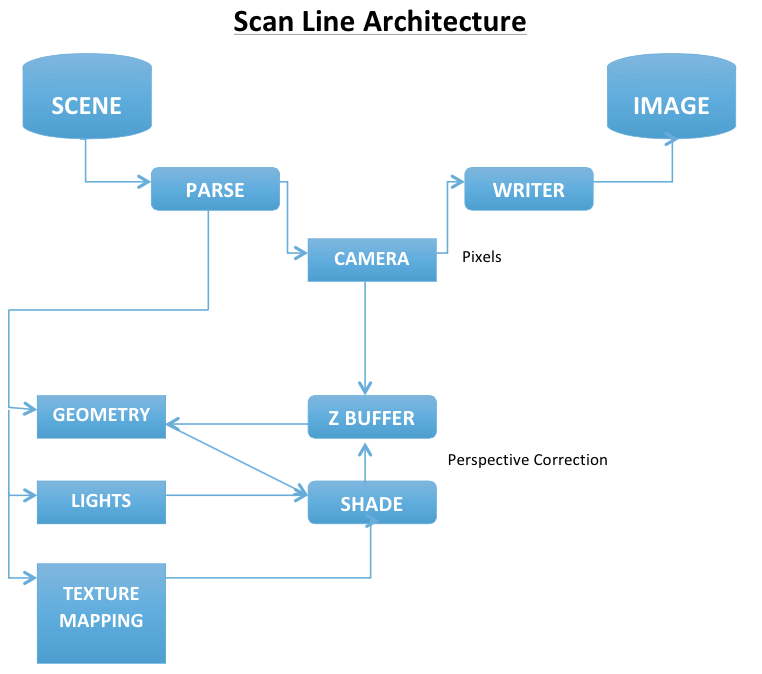 Scan Line Architecture
SCENE
IMAGE
PARSE
WRITER
CAMERA
Pixels
GEOMETRY
Z BUFFER
Perspective Correction
LIGHTS
SHADE
TEXTURE
MAPPING